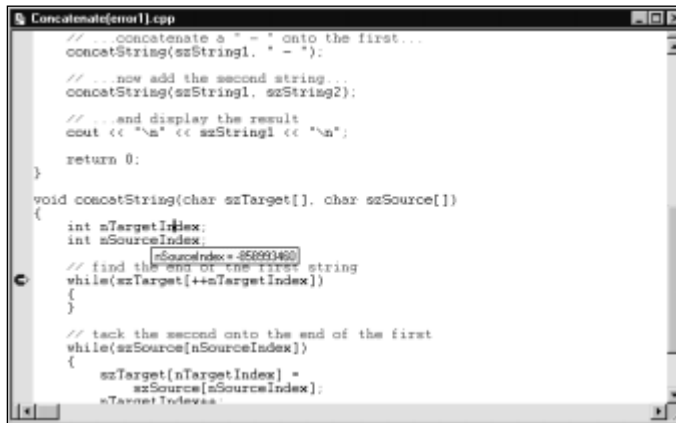 Concatenate(error1).cpp
// ...concatenate a " - " onto the first...
concatString(szString1, " - ");
// ...now add the second string...
concatString(szString1, szString2);
// ...and display the result
cout << "\n" << szString1 << "\n";
return 0;
}
void concatString(char szTarget[], char szSource[])
{
int nTargetIndex;
int nSourceIndex;
nSourceIndex = -858993460
// find the end of the first string
while(szTarget[++nTargetIndex])
{
}
// tack the second onto the end of the first
while(szSource[nSourceIndex])
{
szTarget[nTargetIndex] =
szSource[nSourceIndex];
nTargetIndex++;